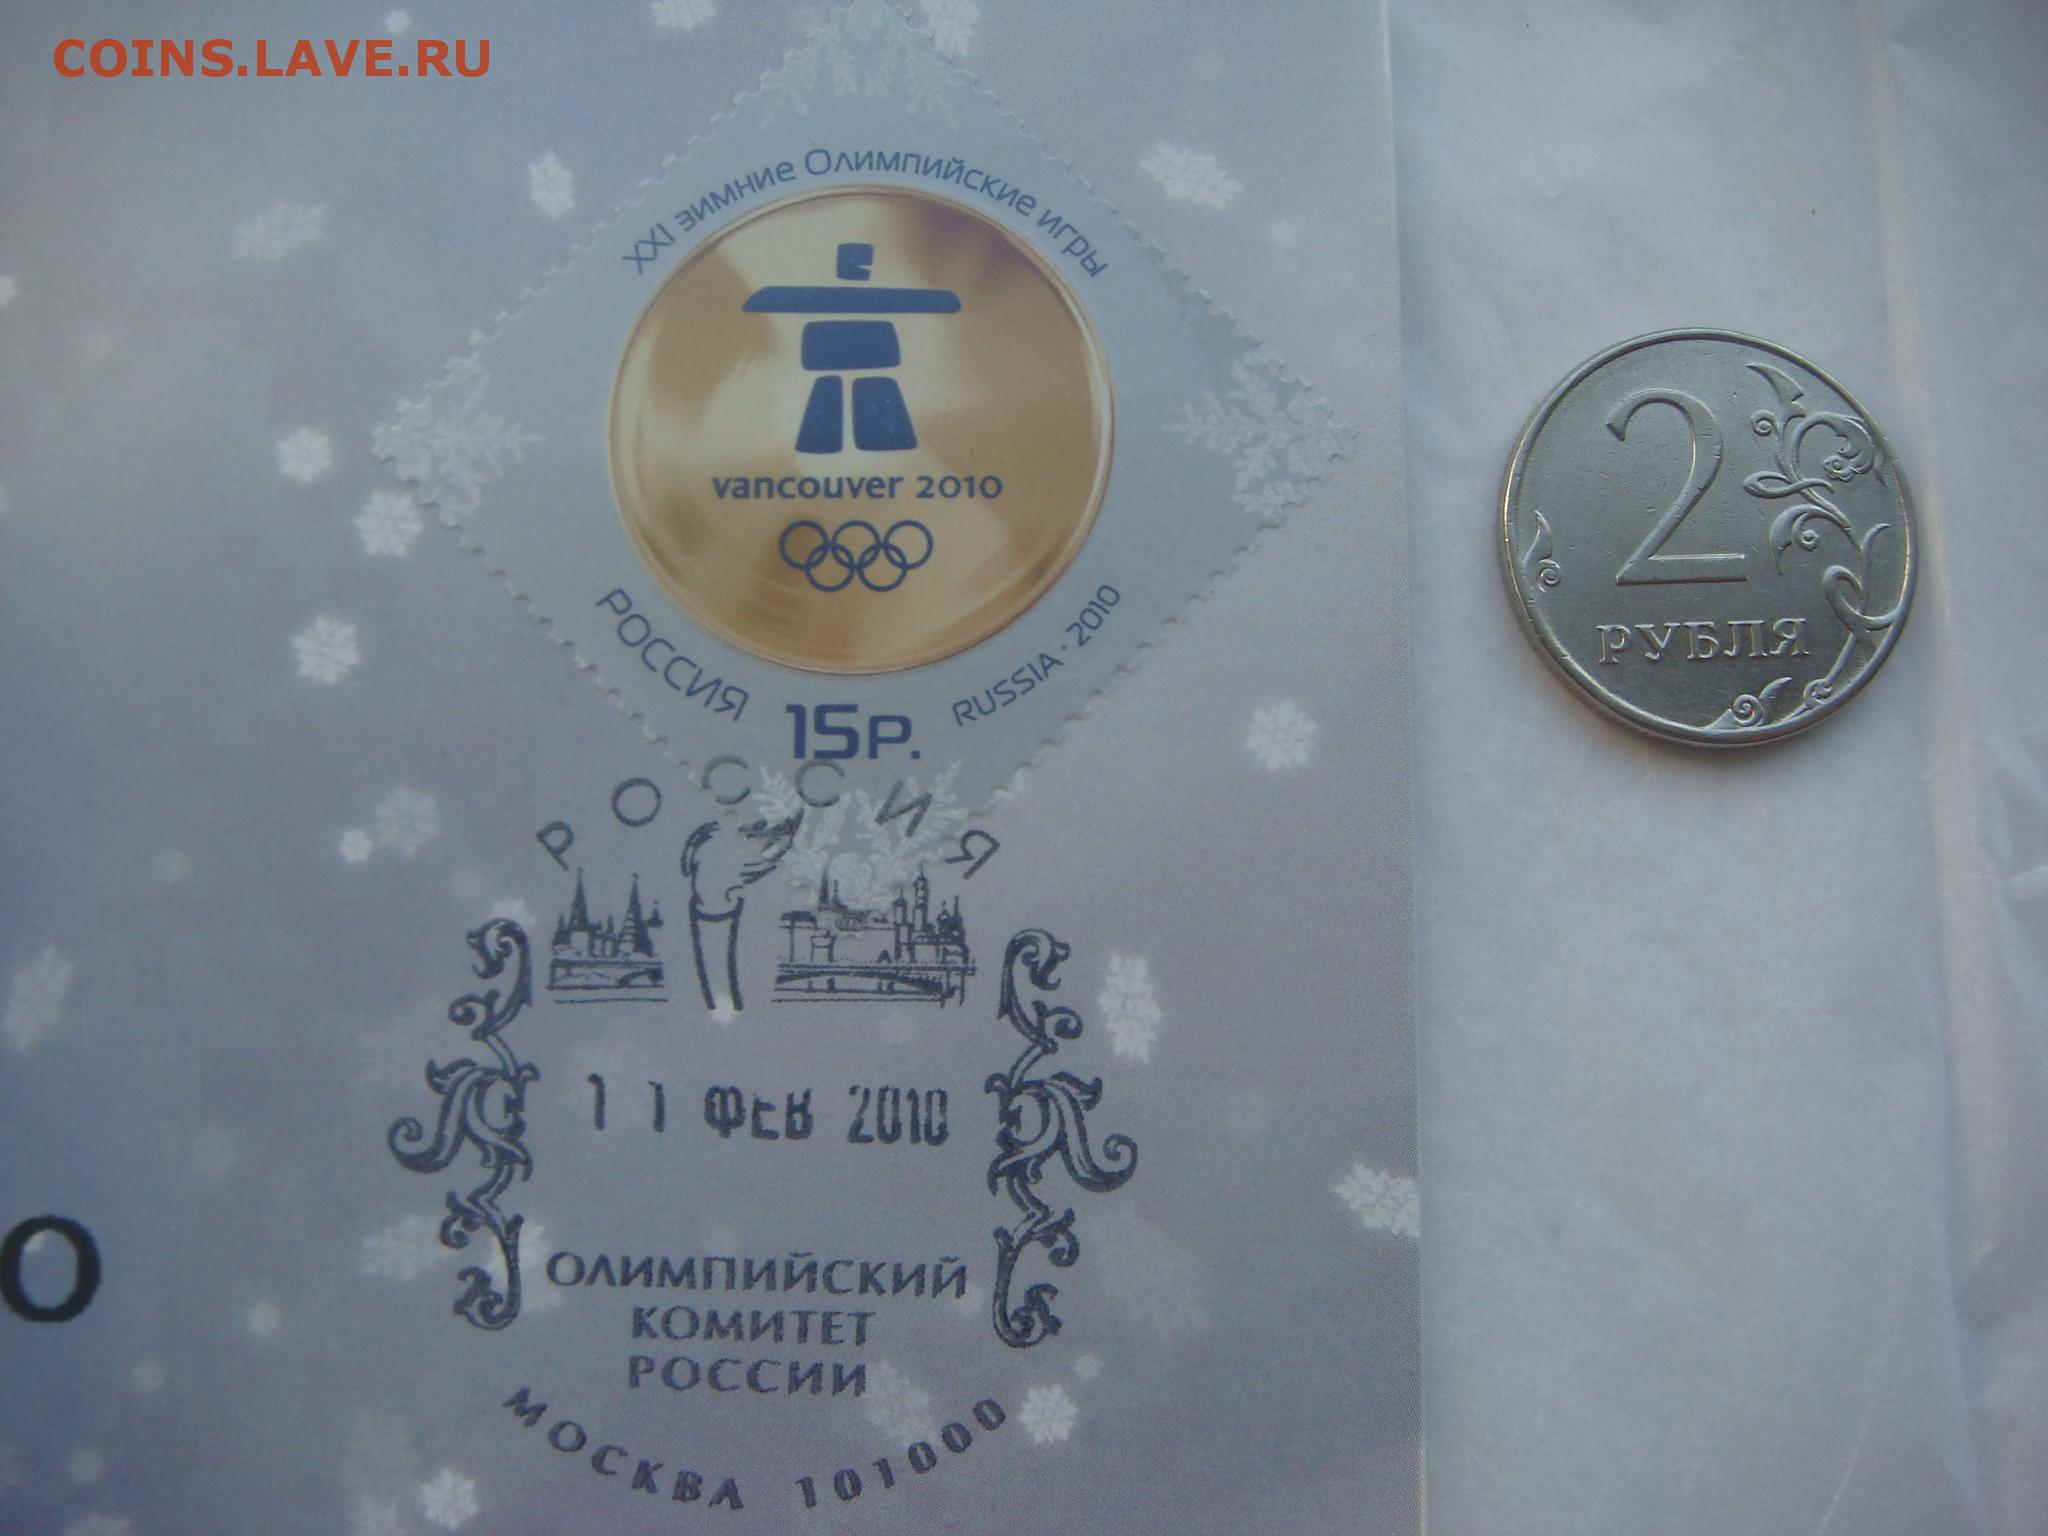 COINS.LAVE.RU
XXI зимние Олимпийские игры
vancouver 2010
РОССИЯ
15Р.
RUSSIA · 2010
2
РУБЛЯ
РОССИЯ
11 ФЕВ 2010
ОЛИМПИЙСКИЙ
КОМИТЕТ
РОССИИ
МОСКВА 101000
О